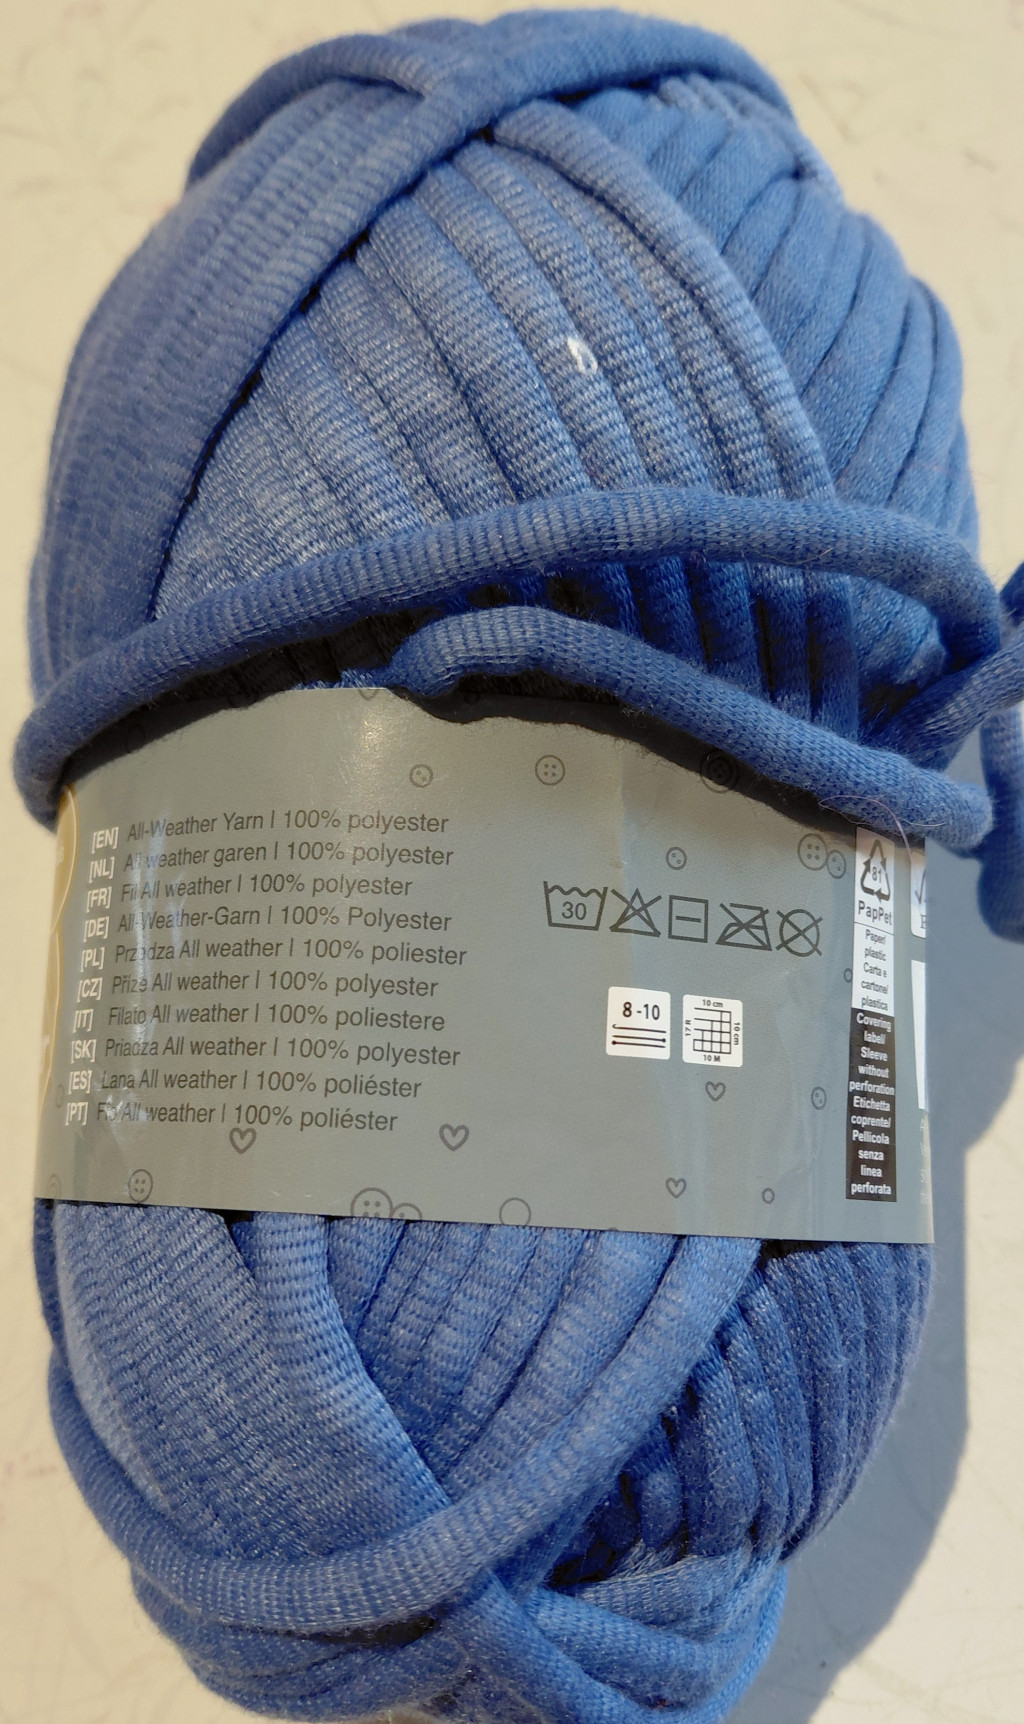 [EN] All-Weather Yarn | 100% polyester
[NL] All weather garen | 100% polyester
[FR] Fil All weather | 100% polyester
[DE] All-Weather-Garn | 100% Polyester
[PL] Przędza All weather | 100% poliester
[CZ] Příze All weather | 100% polyester
[IT] Filato All weather | 100% poliestere
[SK] Priadza All weather | 100% polyester
[ES] Lana All weather | 100% poliéster
[PT] Fio All weather | 100% poliéster
30
8 -10
10 cm
17 R
10 cm
10 M
81
PapPet
Paper/
plastic
Carta e
cartone/
plastica
Covering
label/
Sleeve
without
perforation
Etichetta
coprente/
Pellicola
senza
linea
perforata